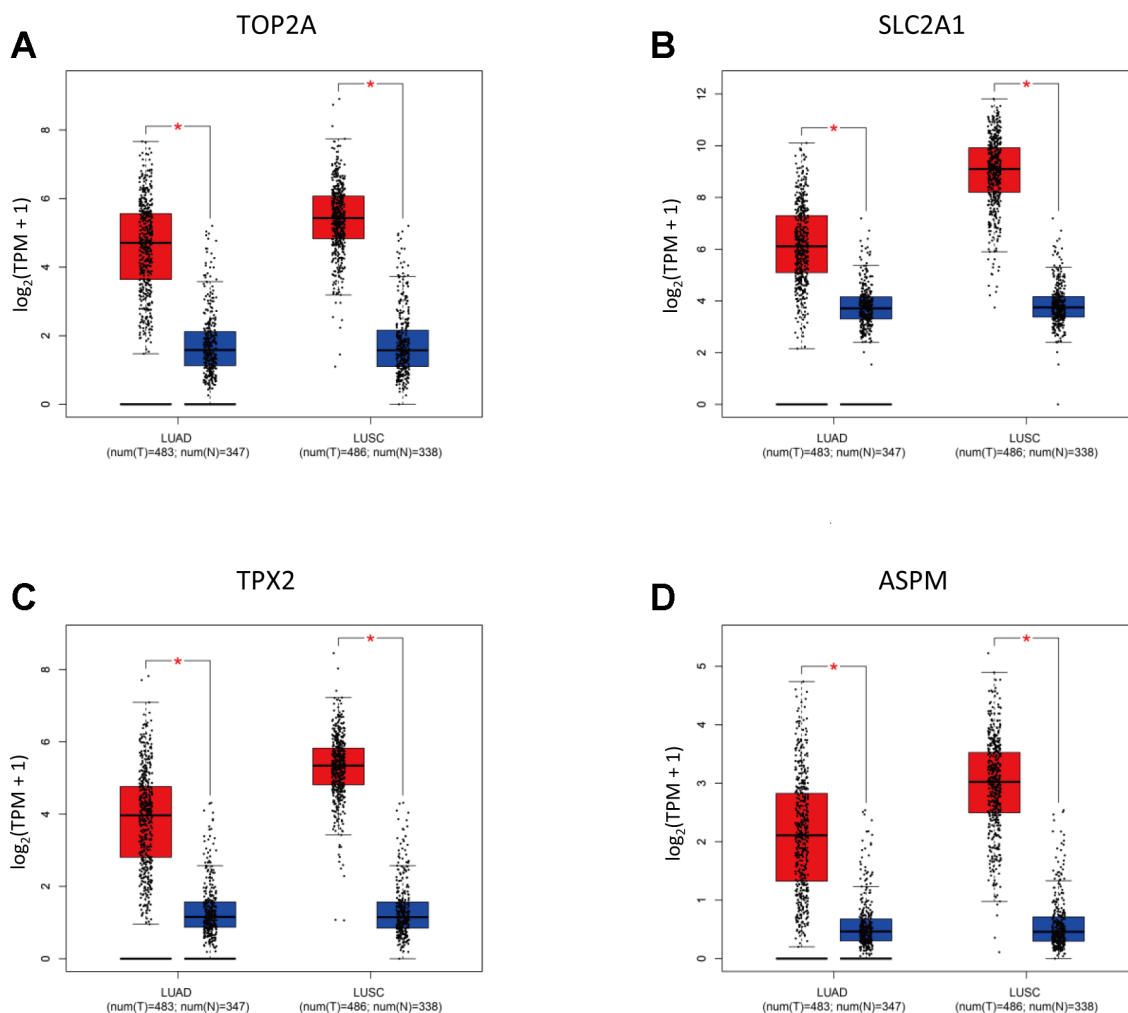 A
TOP2A
log2(TPM + 1)
8
6
4
2
0
*
*
LUAD
(num(T)=483; num(N)=347)
LUSC
(num(T)=486; num(N)=338)
B
SLC2A1
log2(TPM + 1)
12
10
8
6
4
2
0
*
*
LUAD
(num(T)=483; num(N)=347)
LUSC
(num(T)=486; num(N)=338)
C
TPX2
log2(TPM + 1)
8
6
4
2
0
*
*
LUAD
(num(T)=483; num(N)=347)
LUSC
(num(T)=486; num(N)=338)
D
ASPM
log2(TPM + 1)
5
4
3
2
1
0
*
*
LUAD
(num(T)=483; num(N)=347)
LUSC
(num(T)=486; num(N)=338)